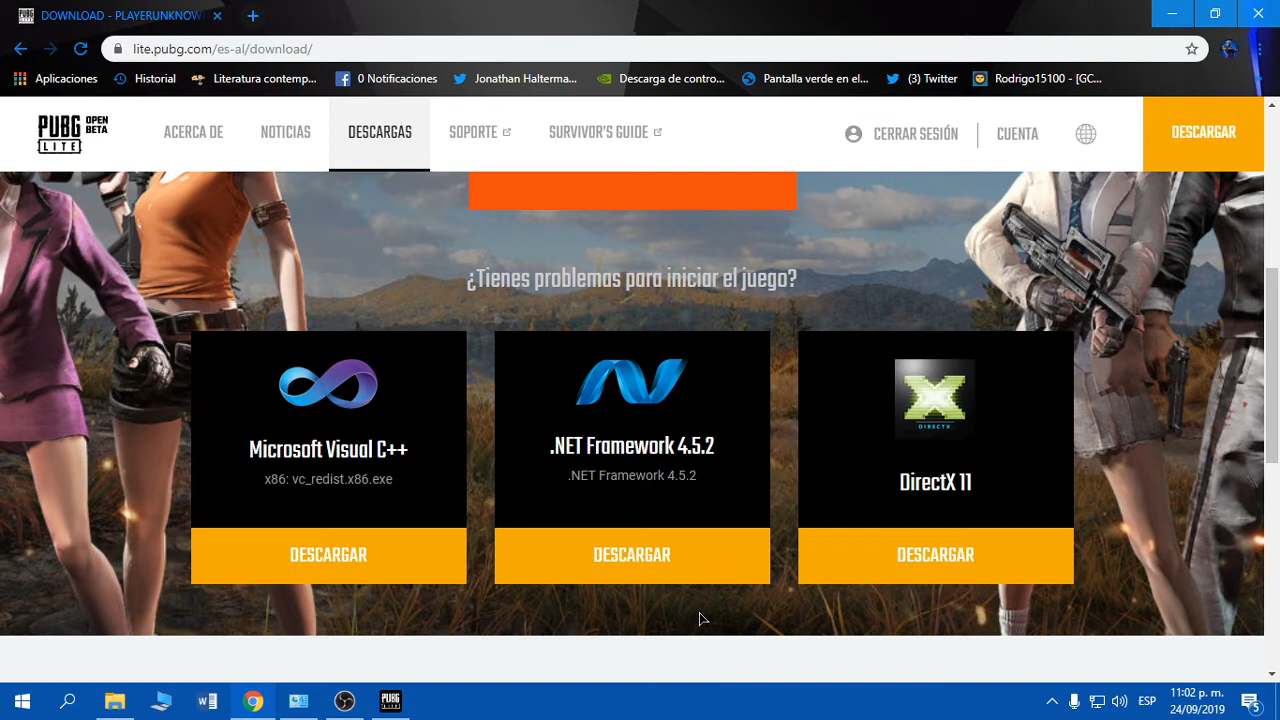 DOWNLOAD - PLAYERUNKNOW
lite.pubg.com/es-al/download/
Aplicaciones
Historial
Literatura contemp...
0 Notificaciones
Jonathan Halterma...
Descarga de contro...
Pantalla verde en el...
(3) Twitter
Rodrigo15100 - [GC...
PUBG LITE OPEN BETA
ACERCA DE
NOTICIAS
DESCARGAS
SOPORTE
SURVIVOR'S GUIDE
CERRAR SESIÓN
CUENTA
DESCARGAR
¿Tienes problemas para iniciar el juego?
Microsoft Visual C++
x86: vc_redist.x86.exe
DESCARGAR
.NET Framework 4.5.2
.NET Framework 4.5.2
DESCARGAR
DIRECTX
DirectX 11
DESCARGAR
ESP
11:02 p. m.
24/09/2019
5